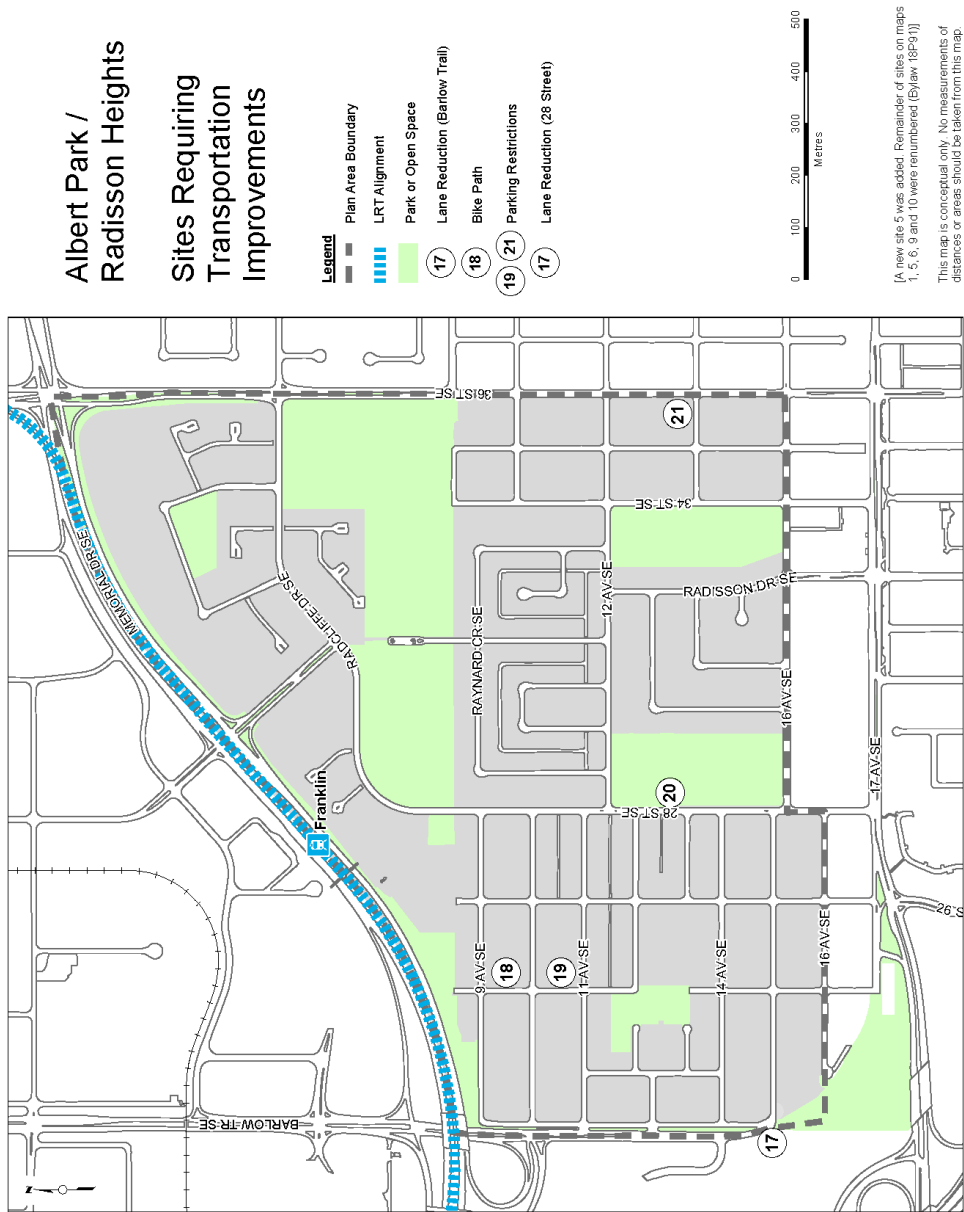 Albert Park /
Radisson Heights
Sites Requiring
Transportation
Improvements
Legend
Plan Area Boundary
LRT Alignment
Park or Open Space
17 Lane Reduction (Barlow Trail)
18 Bike Path
19 21 Parking Restrictions
17 Lane Reduction (28 Street)
0 100 200 300 400 500
Metres
[A new site 5 was added. Remainder of sites on maps
1, 5, 6, 9 and 10 were renumbered (Bylaw 18P91)]
This map is conceptual only. No measurements of
distances or areas should be taken from this map.
MEMORIAL DR SE
36 ST SE
RADCLIFFE DR SE
Franklin
BARLOW TR SE
RAYNARD CR SE
12 AV SE
34 ST SE
RADISSON DR SE
21
20
28 ST SE
16 AV SE
17 AV SE
9 AV SE
18
19
11 AV SE
14 AV SE
16 AV SE
26 S
17